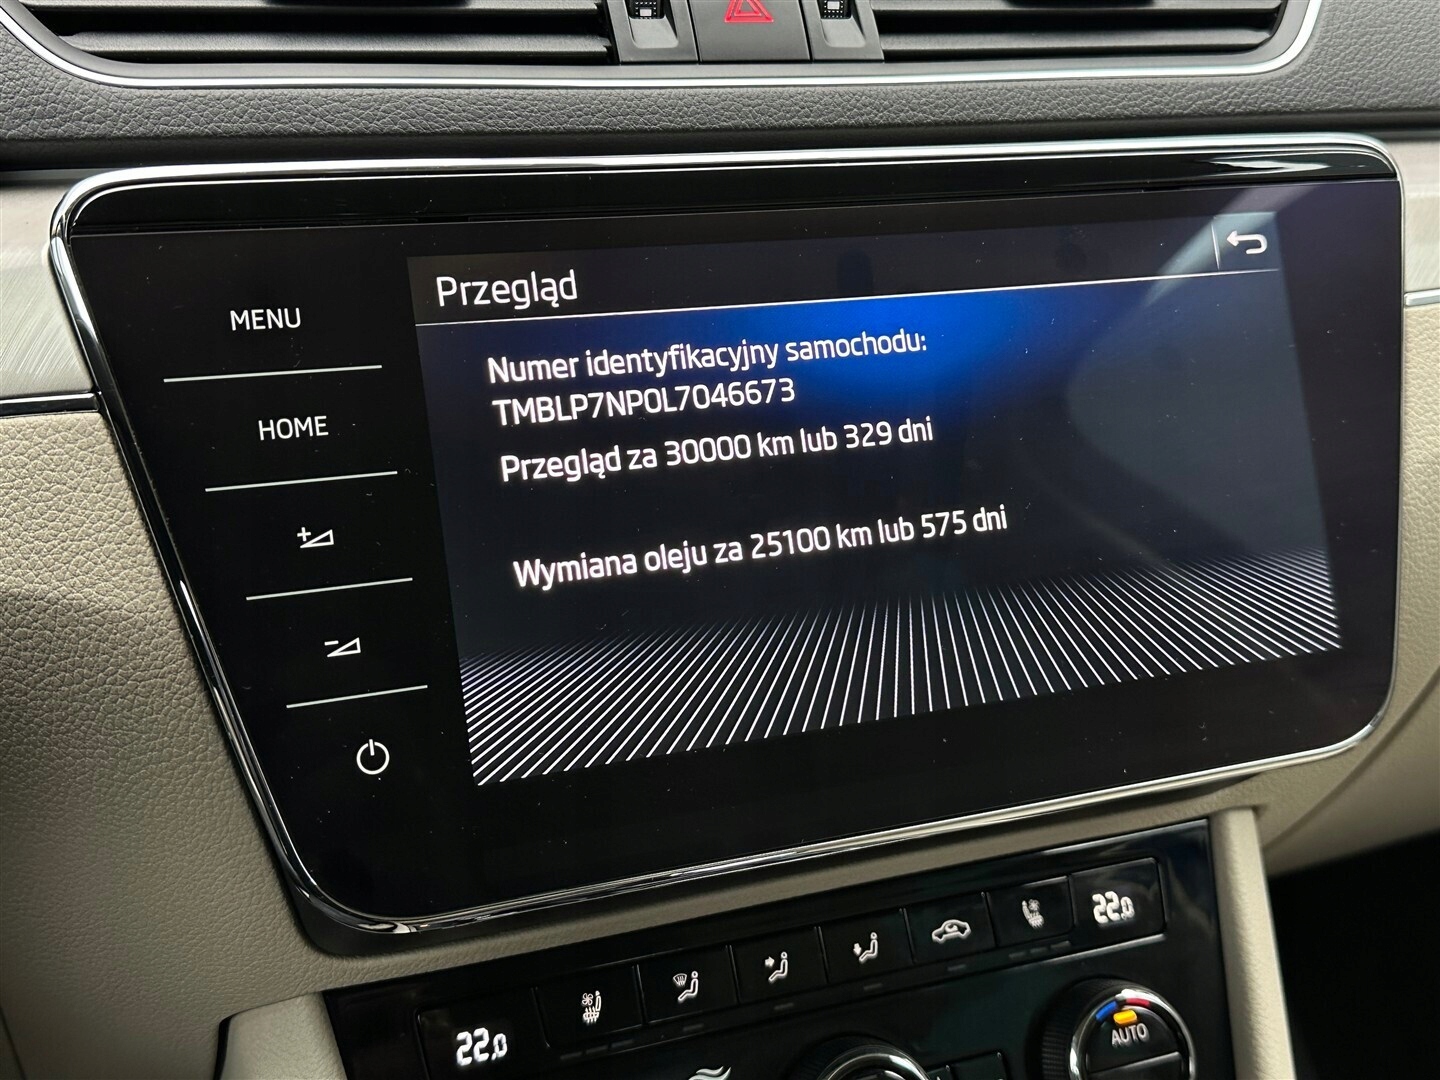 Przegląd
MENU
Numer identyfikacyjny samochodu:
TMBLP7NP0L7046673
HOME
Przegląd za 30000 km lub 329 dni
Wymiana oleju za 25100 km lub 575 dni
22.0
22.0
AUTO